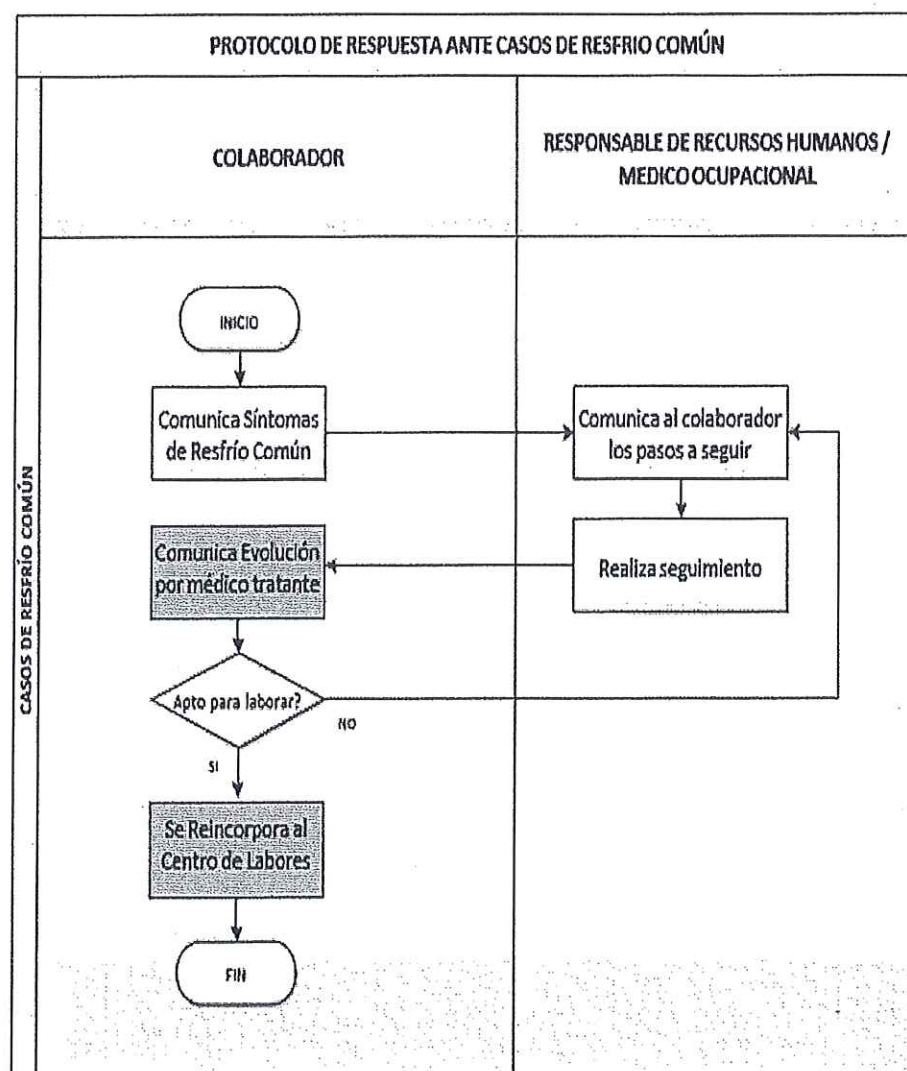 PROTOCOLO DE RESPUESTA ANTE CASOS DE RESFRIO COMÚN
COLABORADOR
RESPONSABLE DE RECURSOS HUMANOS /
MEDICO OCUPACIONAL
CASOS DE RESFRÍO COMÚN
INICIO
Comunica Síntomas
de Resfrío Común
Comunica al colaborador
los pasos a seguir
Comunica Evolución
por médico tratante
Realiza seguimiento
Apto para laborar?
NO
SI
Se Reincorpora al
Centro de Labores
FIN